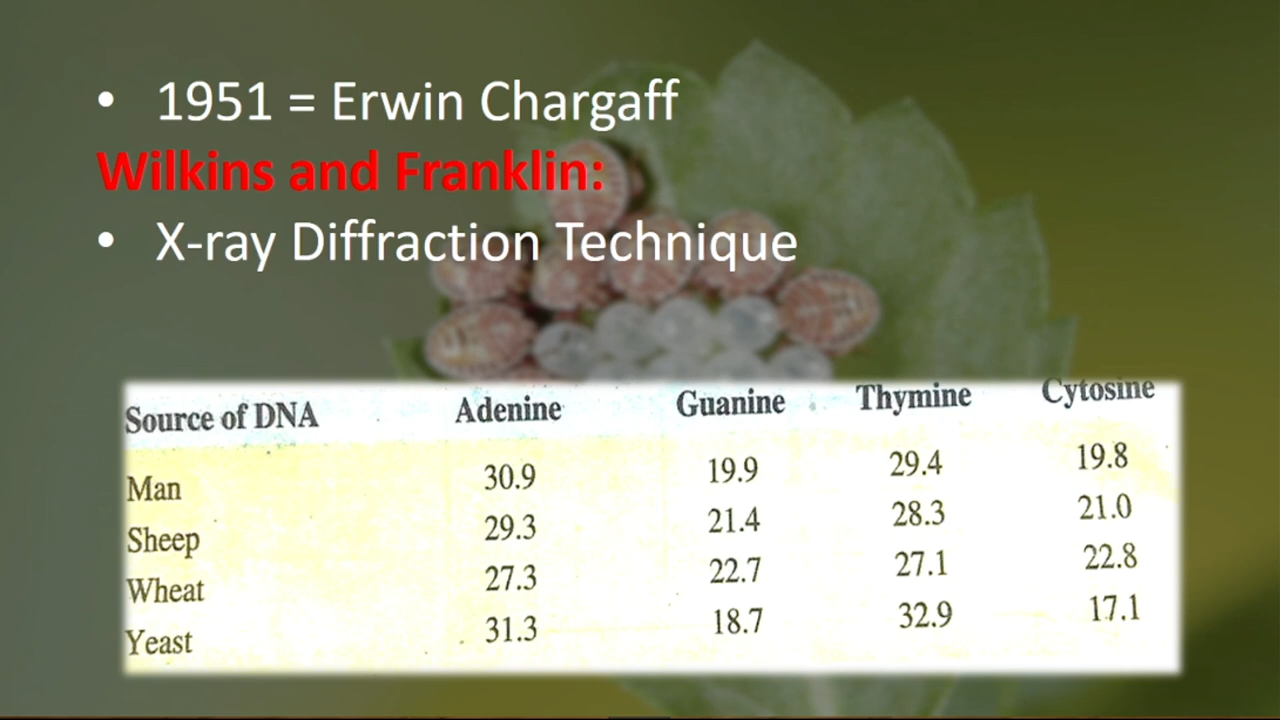 • 1951 = Erwin Chargaff
Wilkins and Franklin:
• X-ray Diffraction Technique
Source of DNA Adenine Guanine Thymine Cytosine
Man 30.9 19.9 29.4 19.8
Sheep 29.3 21.4 28.3 21.0
Wheat 27.3 22.7 27.1 22.8
Yeast 31.3 18.7 32.9 17.1